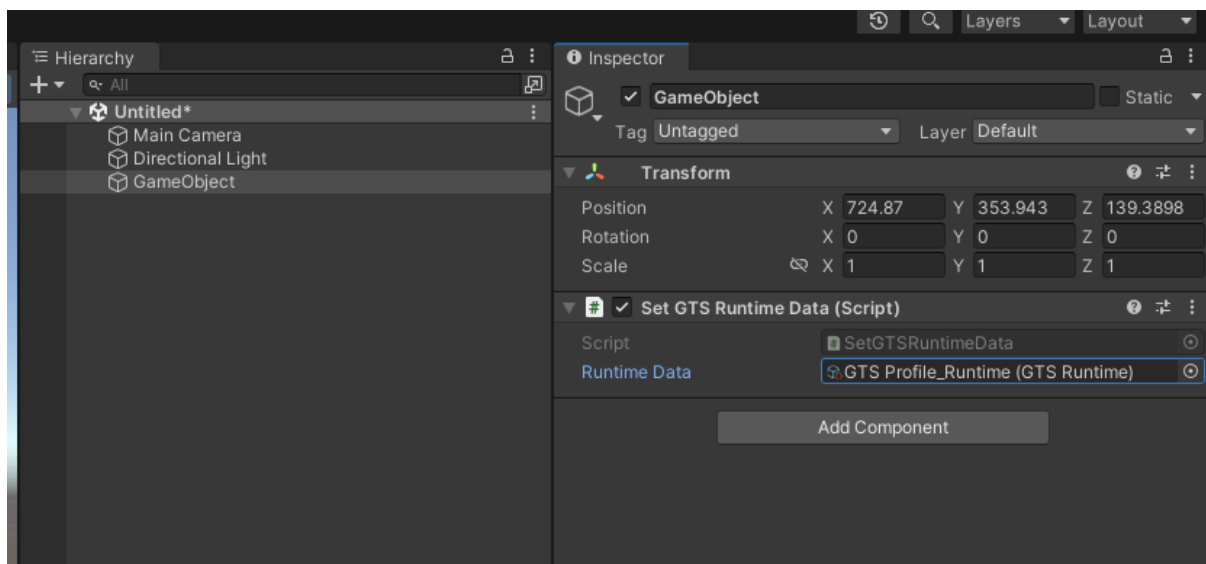 Layers Layout
Hierarchy
All
Untitled*
Main Camera
Directional Light
GameObject
Inspector
GameObject Static
Tag Untagged Layer Default
Transform
Position X 724.87 Y 353.943 Z 139.3898
Rotation X 0 Y 0 Z 0
Scale X 1 Y 1 Z 1
# Set GTS Runtime Data (Script)
Script SetGTSRuntimeData
Runtime Data GTS Profile_Runtime (GTS Runtime)
Add Component